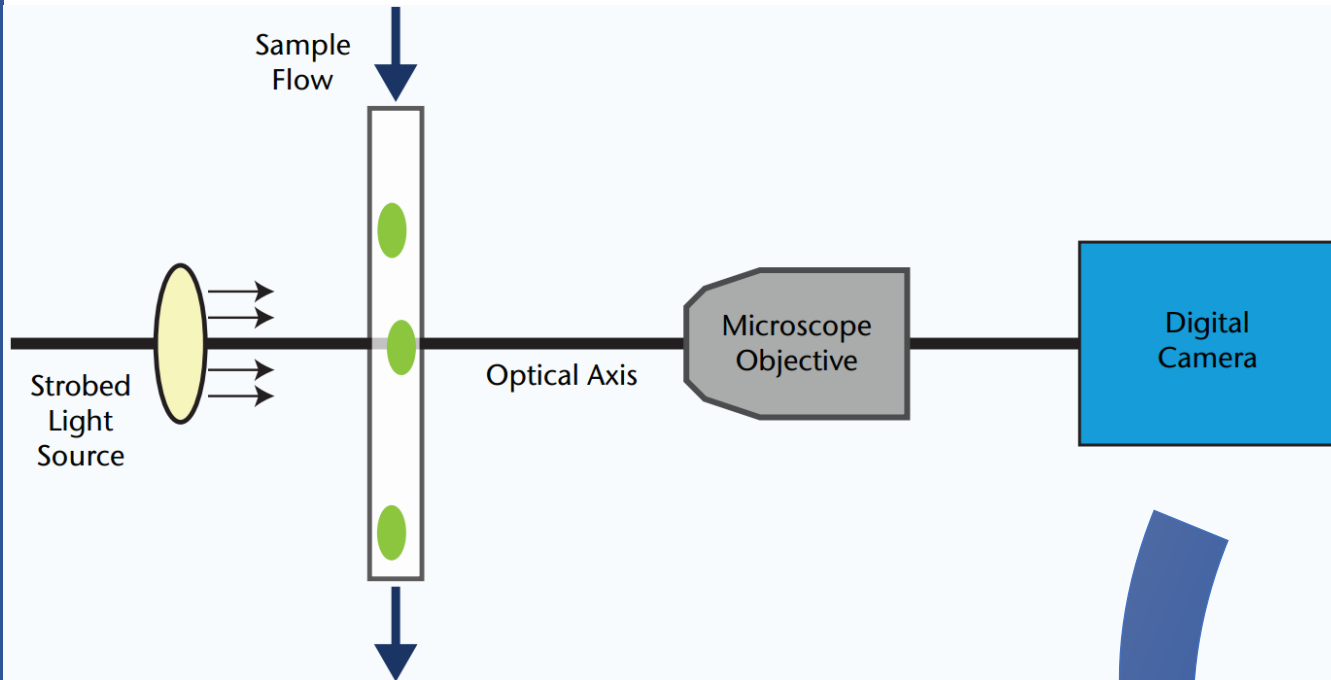 Sample
Flow
Strobed
Light
Source
Optical Axis
Microscope
Objective
Digital
Camera